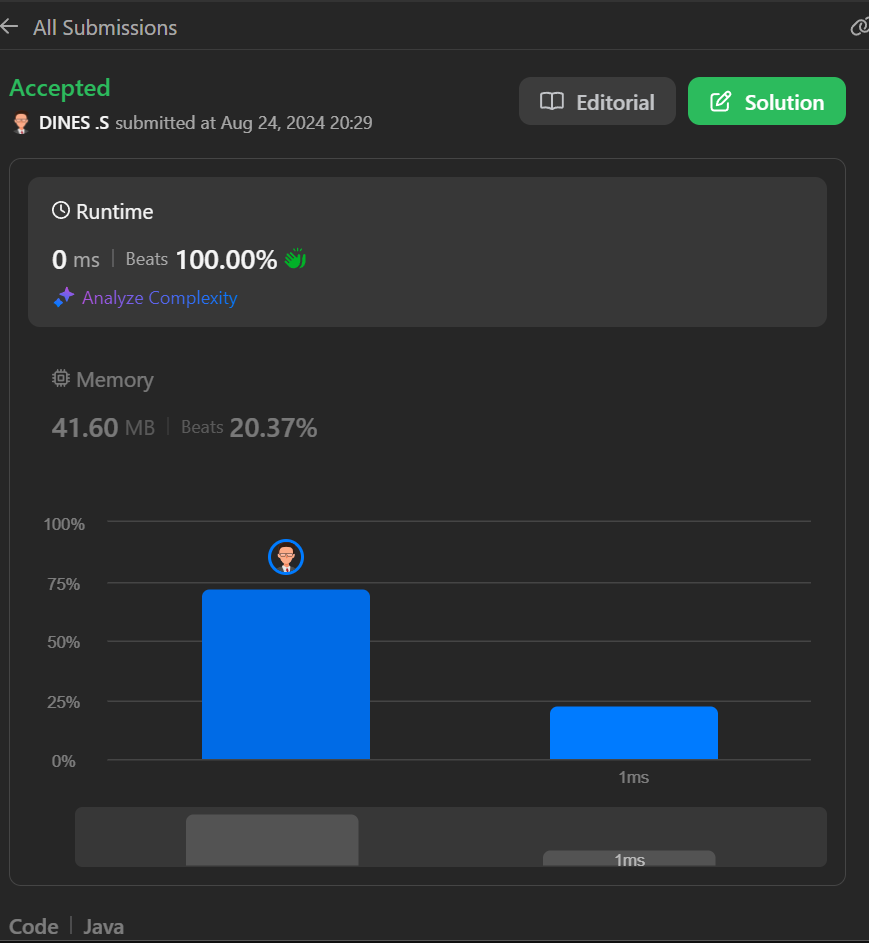 All Submissions
Accepted
DINES .S submitted at Aug 24, 2024 20:29
Editorial
Solution
Runtime
0 ms | Beats 100.00%
Analyze Complexity
Memory
41.60 MB | Beats 20.37%
100%
75%
50%
25%
0%
1ms
1ms
Code | Java